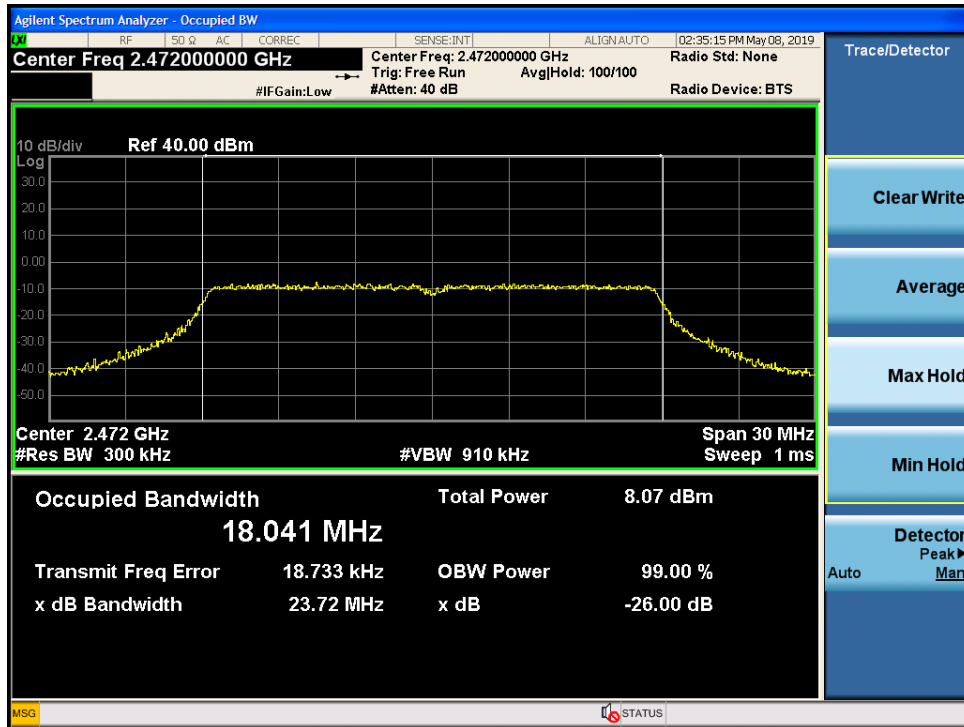 Agilent Spectrum Analyzer - Occupied BW
LXI RF 50 Ω AC CORREC SENSE:INT ALIGN AUTO 02:35:15 PM May 08, 2019
Center Freq 2.472000000 GHz
Center Freq: 2.472000000 GHz
Radio Std: None
Trig: Free Run Avg|Hold: 100/100
#IFGain:Low
#Atten: 40 dB
Radio Device: BTS
10 dB/div Ref 40.00 dBm
Log
30.0
20.0
10.0
0.00
-10.0
-20.0
-30.0
-40.0
-50.0
Center 2.472 GHz Span 30 MHz
#Res BW 300 kHz #VBW 910 kHz Sweep 1 ms
Occupied Bandwidth Total Power 8.07 dBm
18.041 MHz
Transmit Freq Error 18.733 kHz OBW Power 99.00 %
x dB Bandwidth 23.72 MHz x dB -26.00 dB
Trace/Detector
Clear Write
Average
Max Hold
Min Hold
Detector
Peak
Auto Man
MSG STATUS